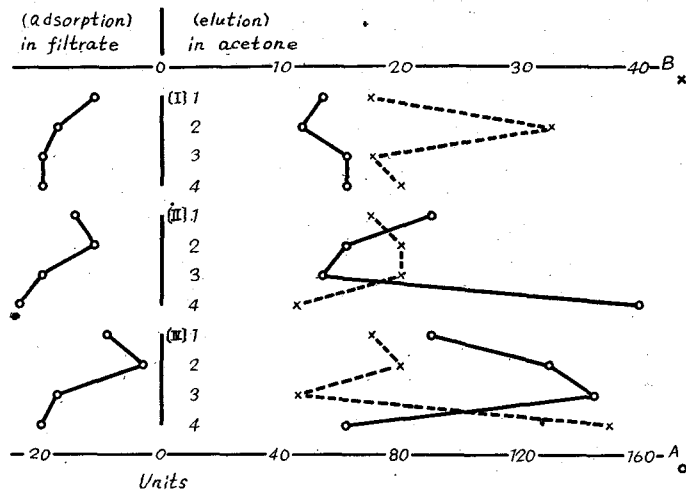 (adsorption) (elution)
in filtrate in acetone
0 10 20 30 40 B x
(I) 1
2
3
4
(II) 1
2
3
4
(IV) 1
2
3
4
-20 0 40 80 120 160 A o
Units